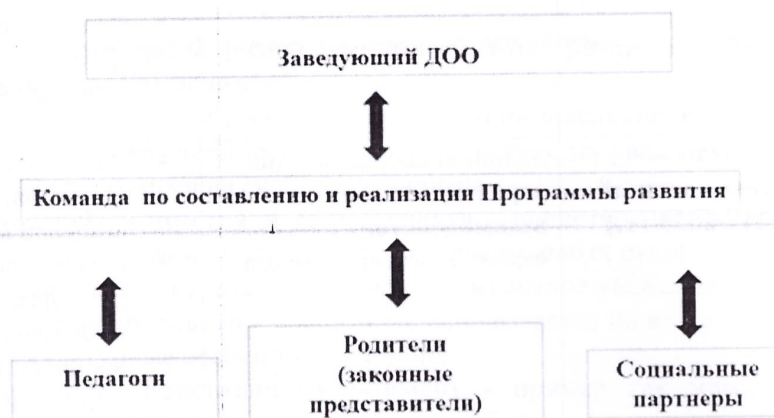 Заведующий ДОО
Команда по составлению и реализации Программы развития
Педагоги
Родители
(законные
представители)
Социальные
партнеры